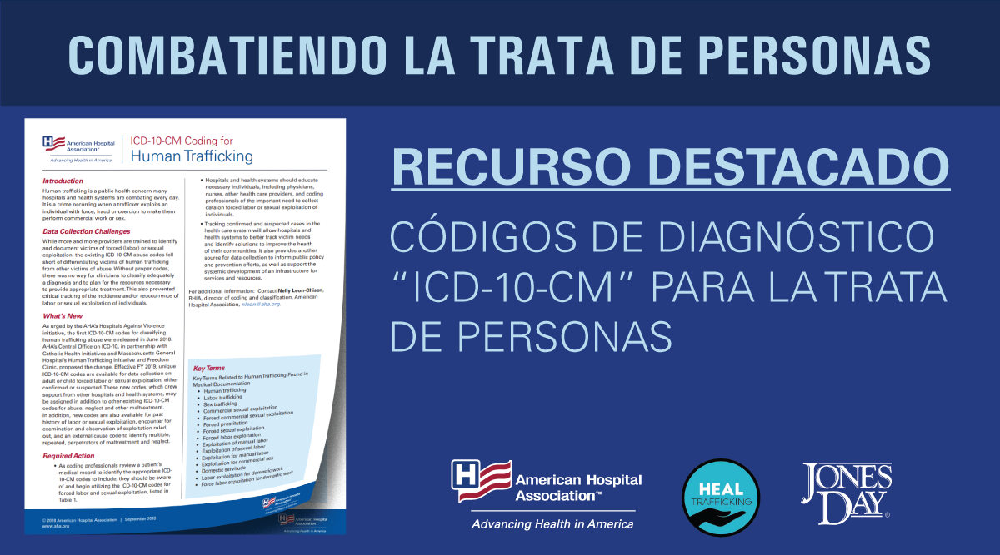 COMBATIENDO LA TRATA DE PERSONAS
American Hospital
Association™
Advancing Health in America
ICD-10-CM Coding for
Human Trafficking
Introduction
Human trafficking is a public health concern many
hospitals and health systems are combating every day.
It is a crime occurring when a trafficker exploits an
individual with force, fraud or coercion to make them
perform commercial work or sex.
Data Collection Challenges
While more and more providers are trained to identify
and document victims of forced (labor) or sexual
exploitation, the existing ICD-10-CM abuse codes fell
short of differentiating victims of human trafficking
from other victims of abuse. Without proper codes,
there was no way for clinicians to classify adequately
a diagnosis and to plan for the resources necessary
to provide appropriate treatment. This also prevented
critical tracking of the incidence and/or reoccurrence of
labor or sexual exploitation of individuals.
What's New
As urged by the AHA's Hospitals Against Violence
initiative, the first ICD-10-CM codes for classifying
human trafficking abuse were released in June 2018.
AHA's Central Office on ICD-10, in partnership with
Catholic Health Initiatives and Massachusetts General
Hospital's Human Trafficking Initiative and Freedom
Clinic, proposed the change. Effective FY 2019, unique
ICD-10-CM codes are available for data collection on
adult or child forced labor or sexual exploitation, either
confirmed or suspected. These new codes, which drew
support from other hospitals and health systems, may
be assigned in addition to other existing ICD-10-CM
codes for abuse, neglect and other maltreatment.
In addition, new codes are also available for past
history of labor or sexual exploitation, encounter for
examination and observation of exploitation ruled
out, and an external cause code to identify multiple,
repeated, perpetrators of maltreatment and neglect.
Required Action
• As coding professionals review a patient's
medical record to identify the appropriate ICD-
10-CM codes to include, they should be aware
of and begin utilizing the ICD-10-CM codes for
forced labor and sexual exploitation, listed in
Table 1.
• Hospitals and health systems should educate
necessary individuals, including physicians,
nurses, other health care providers, and coding
professionals of the important need to collect
data on forced labor or sexual exploitation of
individuals.
• Tracking confirmed and suspected cases in the
health care system will allow hospitals and
health systems to better track victim needs
and identify solutions to improve the health
of their communities. It also provides another
source for data collection to inform public policy
and prevention efforts, as well as support the
systemic development of an infrastructure for
services and resources.
For additional information: Contact Nelly Leon-Chisen,
RHIA, director of coding and classification, American
Hospital Association, nleon@aha.org.
Key Terms
Key Terms Related to Human Trafficking Found in
Medical Documentation
• Human trafficking
• Labor trafficking
• Sex trafficking
• Commercial sexual exploitation
• Forced commercial sexual exploitation
• Forced prostitution
• Forced sexual exploitation
• Forced labor exploitation
• Exploitation of manual labor
• Exploitation of sexual labor
• Exploitation for manual labor
• Exploitation for commercial sex
• Domestic servitude
• Labor exploitation for domestic work
• Force labor exploitation for domestic work
© 2018 American Hospital Association | September 2018
www.aha.org
American Hospital
Association
American Hospital
Association
Advancing Health in America
RECURSO DESTACADO
CÓDIGOS DE DIAGNÓSTICO
“ICD-10-CM” PARA LA TRATA
DE PERSONAS
American Hospital
Association™
Advancing Health in America
HEAL
TRAFFICKING
JONES
DAY®